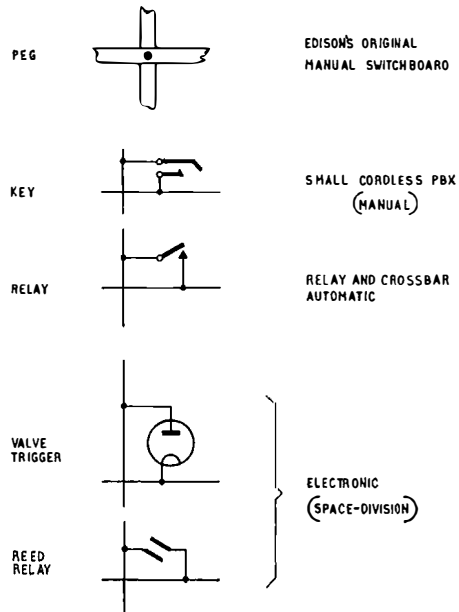 PEG
EDISON'S ORIGINAL
MANUAL SWITCHBOARD
KEY
SMALL CORDLESS PBX
(MANUAL)
RELAY
RELAY AND CROSSBAR
AUTOMATIC
VALVE
TRIGGER
ELECTRONIC
(SPACE-DIVISION)
REED
RELAY